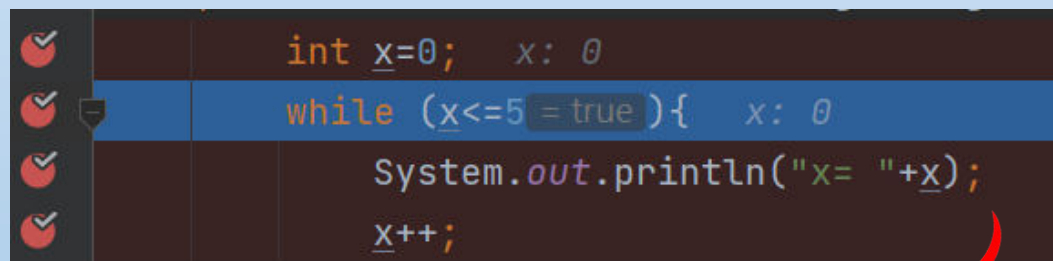 int x=0; x: 0
while (x<=5 = true ){ x: 0
System.out.println("x= "+x);
x++;